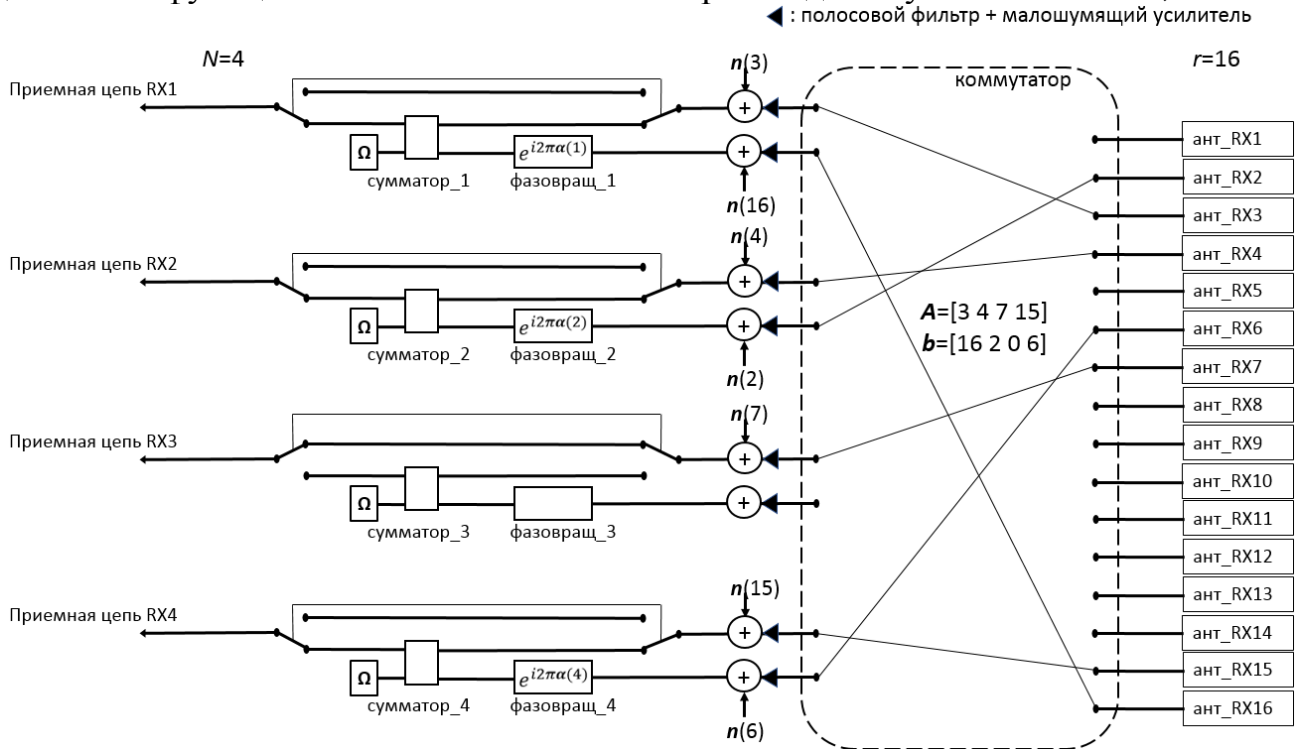 : полосовой фильтр + малошумящий усилитель
N=4
r=16
коммутатор
Приемная цепь RX1
n(3)
+
Ω
сумматор_1
e^{i2πα(1)}
фазовращ_1
+
n(16)
Приемная цепь RX2
n(4)
+
Ω
сумматор_2
e^{i2πα(2)}
фазовращ_2
+
n(2)
Приемная цепь RX3
n(7)
+
Ω
сумматор_3
фазовращ_3
+
Приемная цепь RX4
n(15)
+
Ω
сумматор_4
e^{i2πα(4)}
фазовращ_4
+
n(6)
A=[3 4 7 15]
b=[16 2 0 6]
ант_RX1
ант_RX2
ант_RX3
ант_RX4
ант_RX5
ант_RX6
ант_RX7
ант_RX8
ант_RX9
ант_RX10
ант_RX11
ант_RX12
ант_RX13
ант_RX14
ант_RX15
ант_RX16